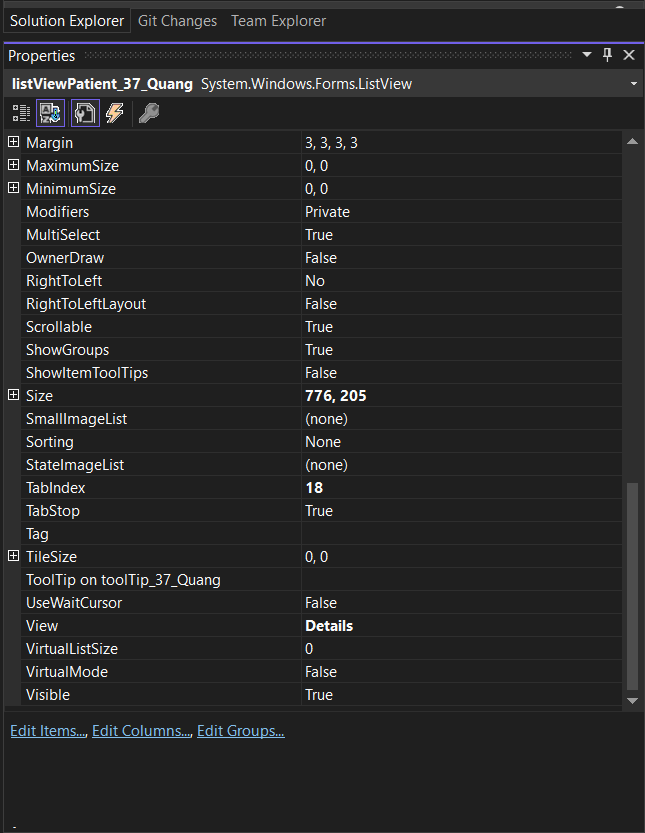 Solution Explorer Git Changes Team Explorer
Properties
listViewPatient_37_Quang System.Windows.Forms.ListView
Margin 3, 3, 3, 3
MaximumSize 0, 0
MinimumSize 0, 0
Modifiers Private
MultiSelect True
OwnerDraw False
RightToLeft No
RightToLeftLayout False
Scrollable True
ShowGroups True
ShowItemToolTips False
Size 776, 205
SmallImageList (none)
Sorting None
StateImageList (none)
TabIndex 18
TabStop True
Tag
TileSize 0, 0
ToolTip on toolTip_37_Quang
UseWaitCursor False
View Details
VirtualListSize 0
VirtualMode False
Visible True
Edit Items..., Edit Columns..., Edit Groups...